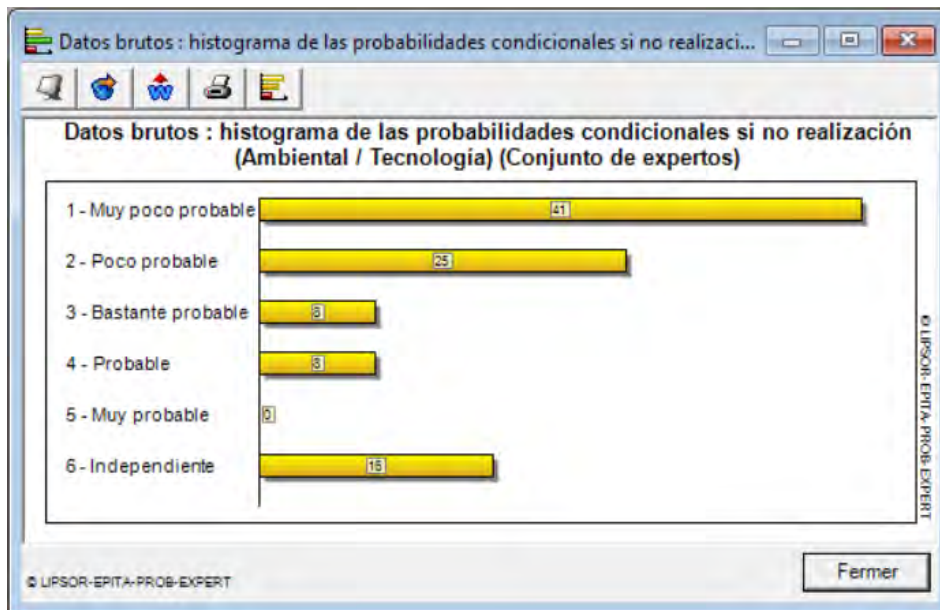 Datos brutos : histograma de las probabilidades condicionales si no realizaci...
Datos brutos : histograma de las probabilidades condicionales si no realización
(Ambiental / Tecnología) (Conjunto de expertos)
1 - Muy poco probable 41
2 - Poco probable 25
3 - Bastante probable 8
4 - Probable 8
5 - Muy probable 0
6 - Independiente 16
© LIPSOR-EPITA-PROB-EXPERT
© LIPSOR-EPITA-PROB-EXPERT
Fermer